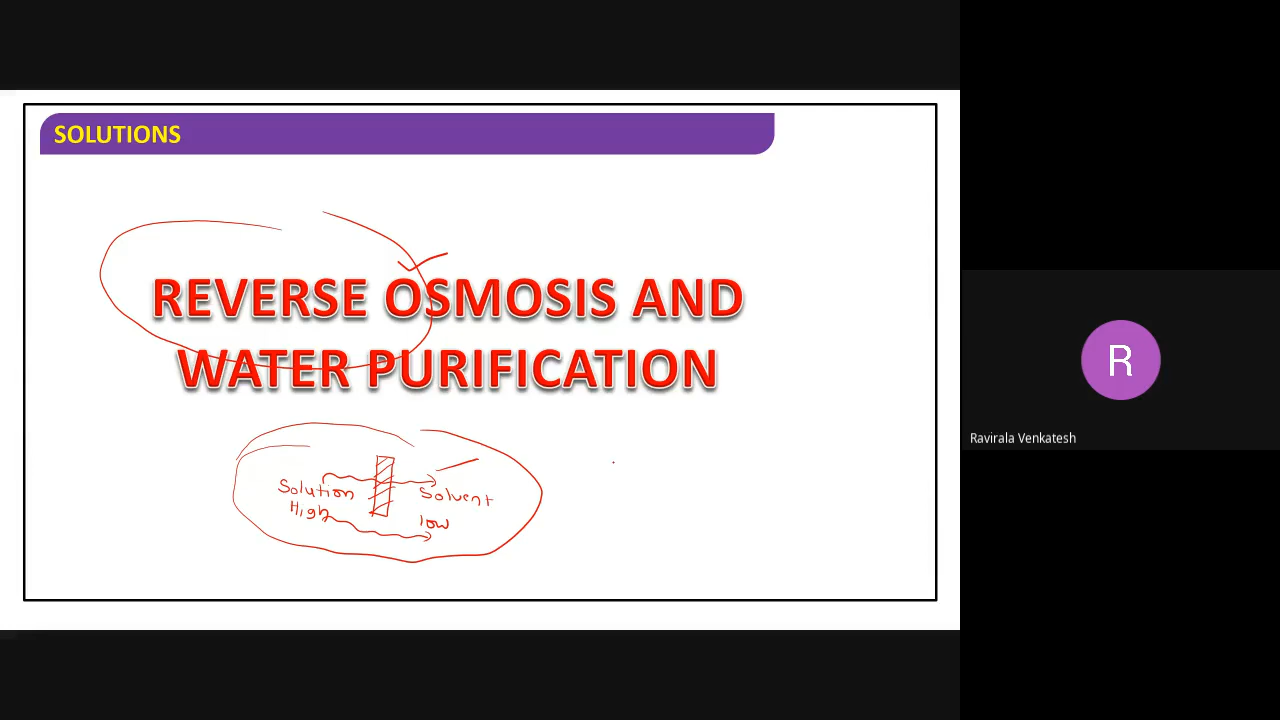 SOLUTIONS
REVERSE OSMOSIS AND
WATER PURIFICATION
Solution Solvent
High low
R
Ravirala Venkatesh